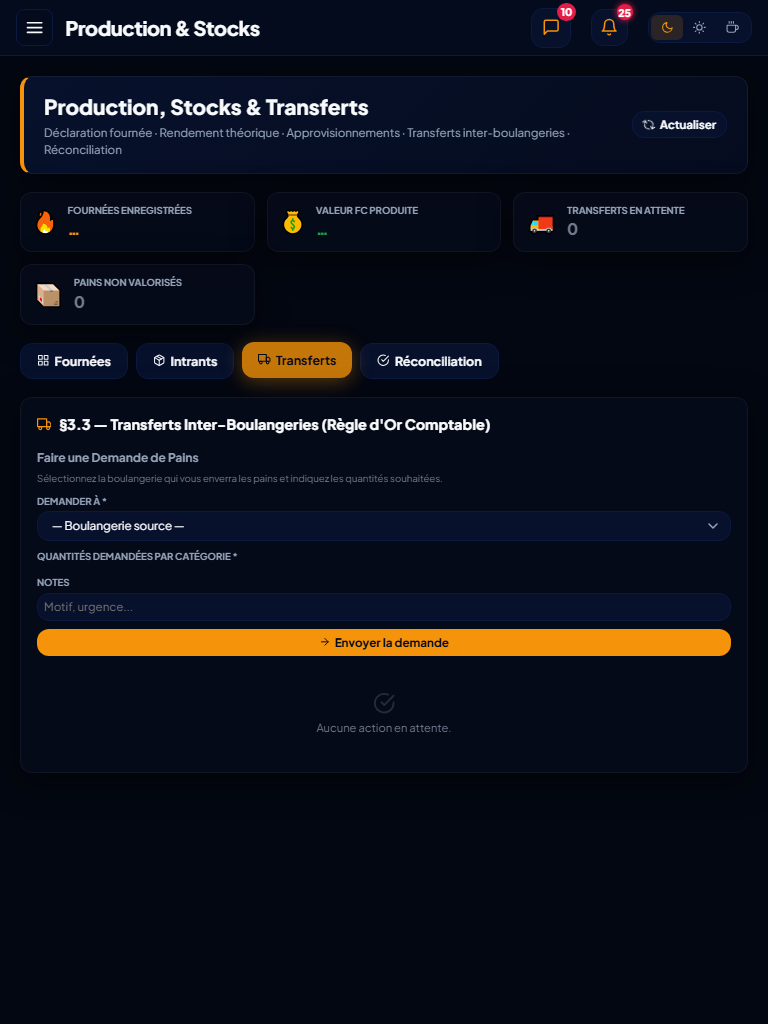 Production & Stocks
10
25
Production, Stocks & Transferts
Déclaration fournée · Rendement théorique · Approvisionnements · Transferts inter-boulangeries ·
Réconciliation
Actualiser
FOURNÉES ENREGISTRÉES
...
VALEUR FC PRODUITE
...
TRANSFERTS EN ATTENTE
0
PAINS NON VALORISÉS
0
Fournées
Intrants
Transferts
Réconciliation
§3.3 — Transferts Inter-Boulangeries (Règle d'Or Comptable)
Faire une Demande de Pains
Sélectionnez la boulangerie qui vous enverra les pains et indiquez les quantités souhaitées.
DEMANDER À *
— Boulangerie source —
QUANTITÉS DEMANDÉES PAR CATÉGORIE *
NOTES
Motif, urgence...
→ Envoyer la demande
Aucune action en attente.